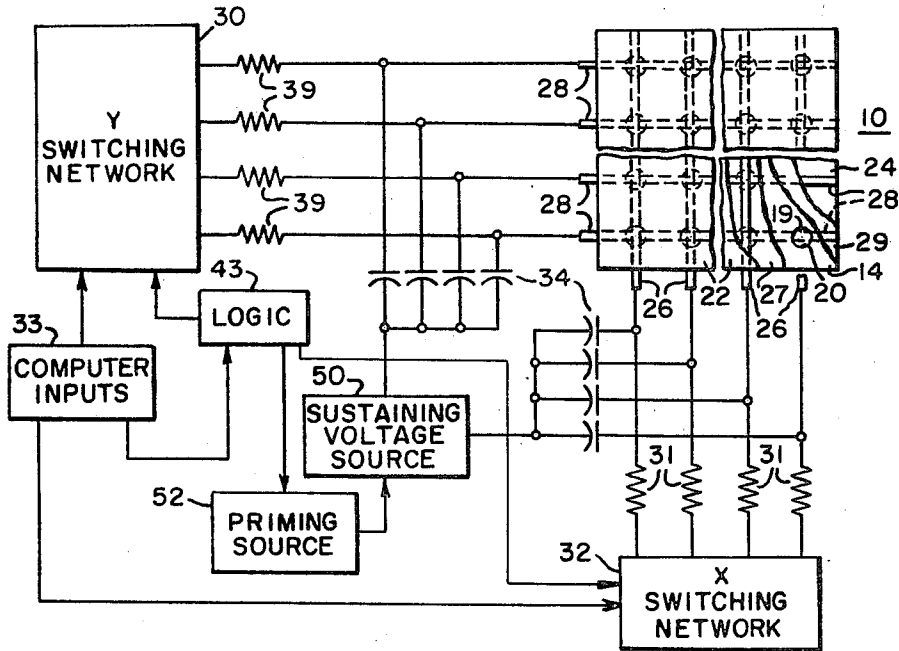 30
Y
SWITCHING
NETWORK
39
39
28
10
39
28
24
28
19
29
14
20
27
26
22
26
34
43
LOGIC
33
COMPUTER
INPUTS
50
SUSTAINING
VOLTAGE
SOURCE
52
PRIMING
SOURCE
31
31
32
X
SWITCHING
NETWORK